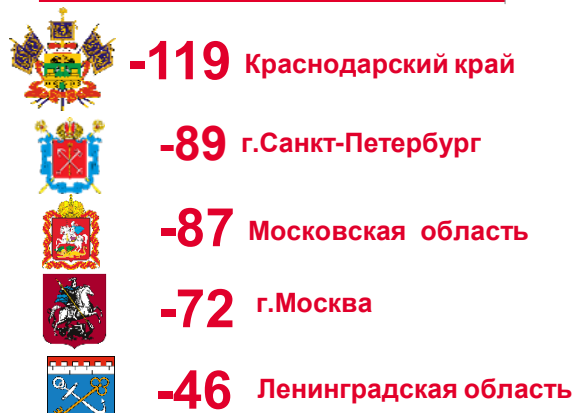 -119 Краснодарский край
-89 г.Санкт-Петербург
-87 Московская область
-72 г.Москва
-46 Ленинградская область